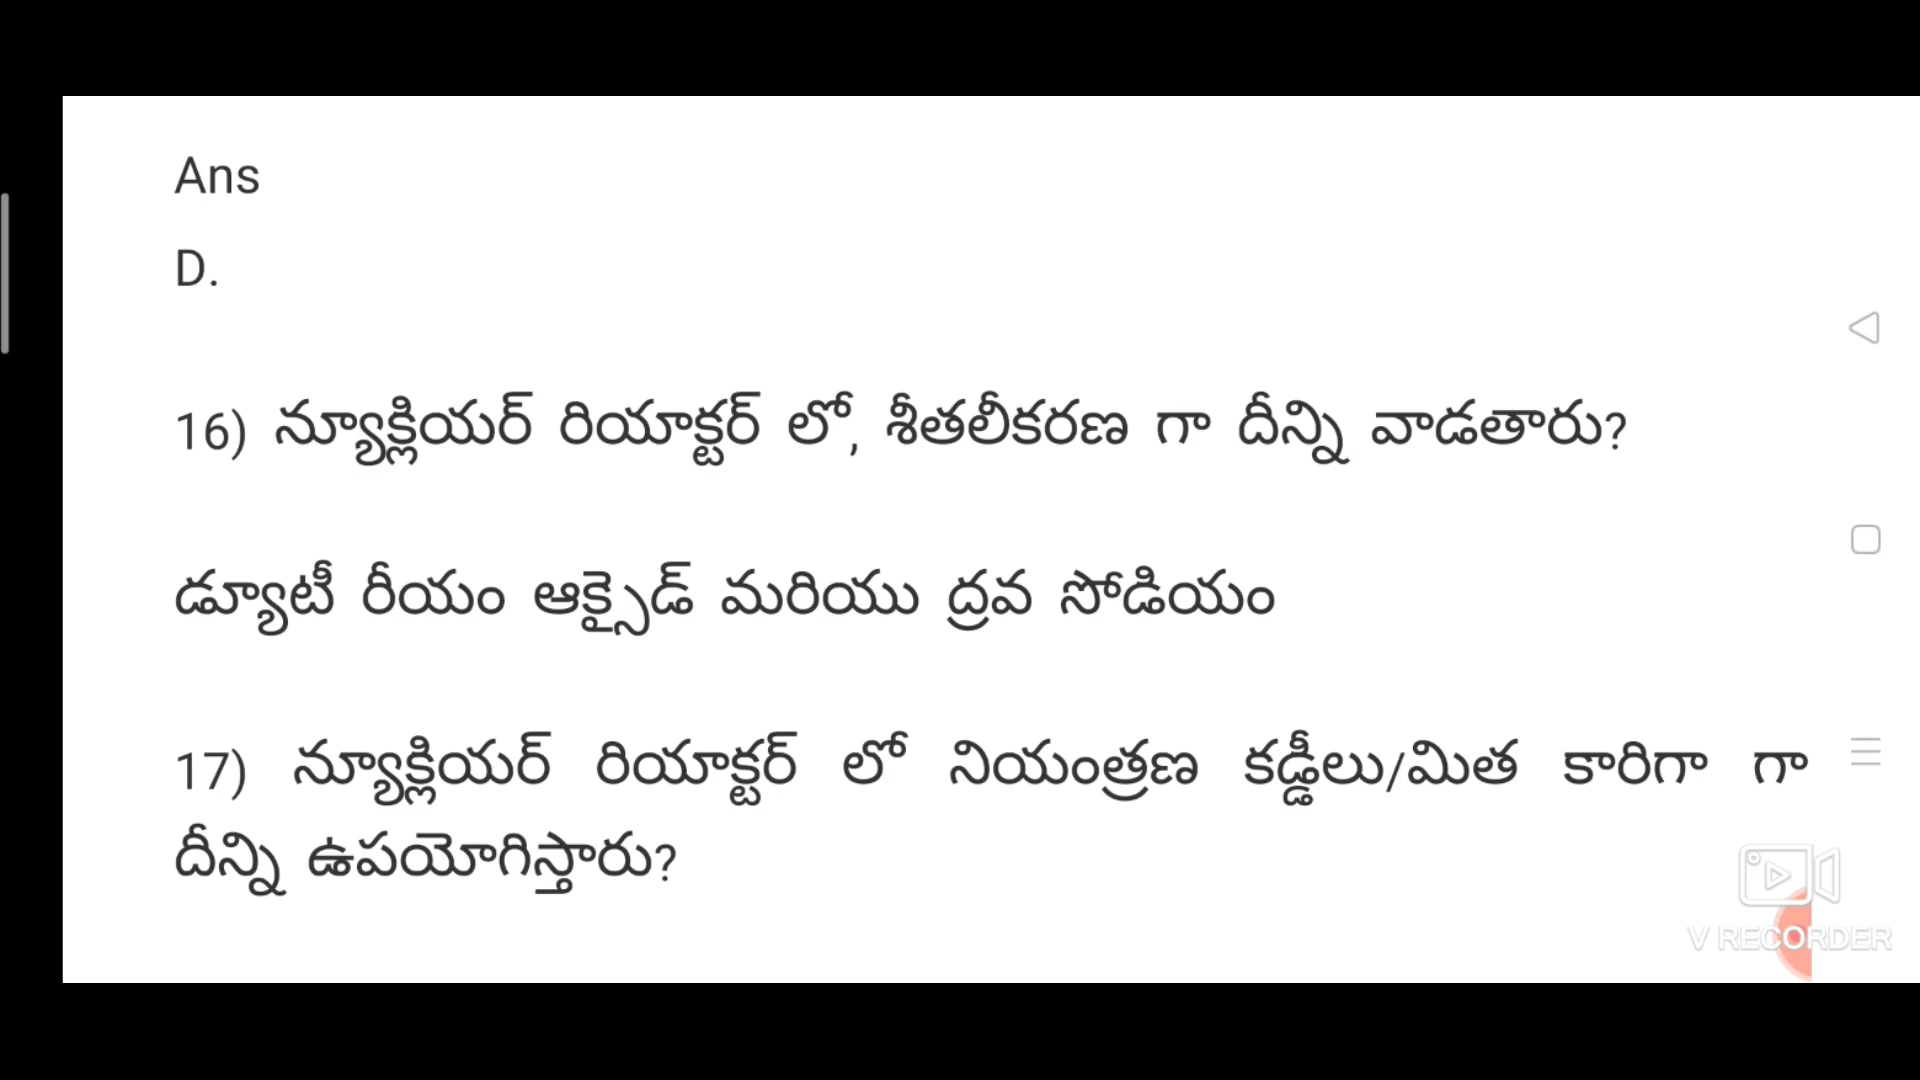 Ans
D.
16) న్యూక్లియర్ రియాక్టర్ లో, శీతలీకరణ గా దీన్ని వాడతారు?
డ్యూటీ రీయం ఆక్సైడ్ మరియు ద్రవ సోడియం
17) న్యూక్లియర్ రియాక్టర్ లో నియంత్రణ కడ్డీలు/మిత కారిగా గా
దీన్ని ఉపయోగిస్తారు?
V RECORDER